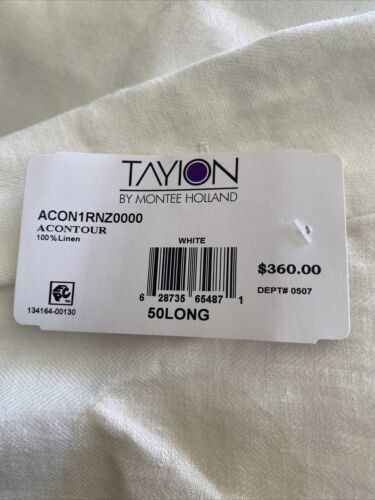 TAYION
BY MONTEE HOLLAND
ACON1RNZ0000
ACONTOUR
100%Linen
WHITE
$360.00
6 28735 65487 1
DEPT# 0507
134164-00130
50LONG